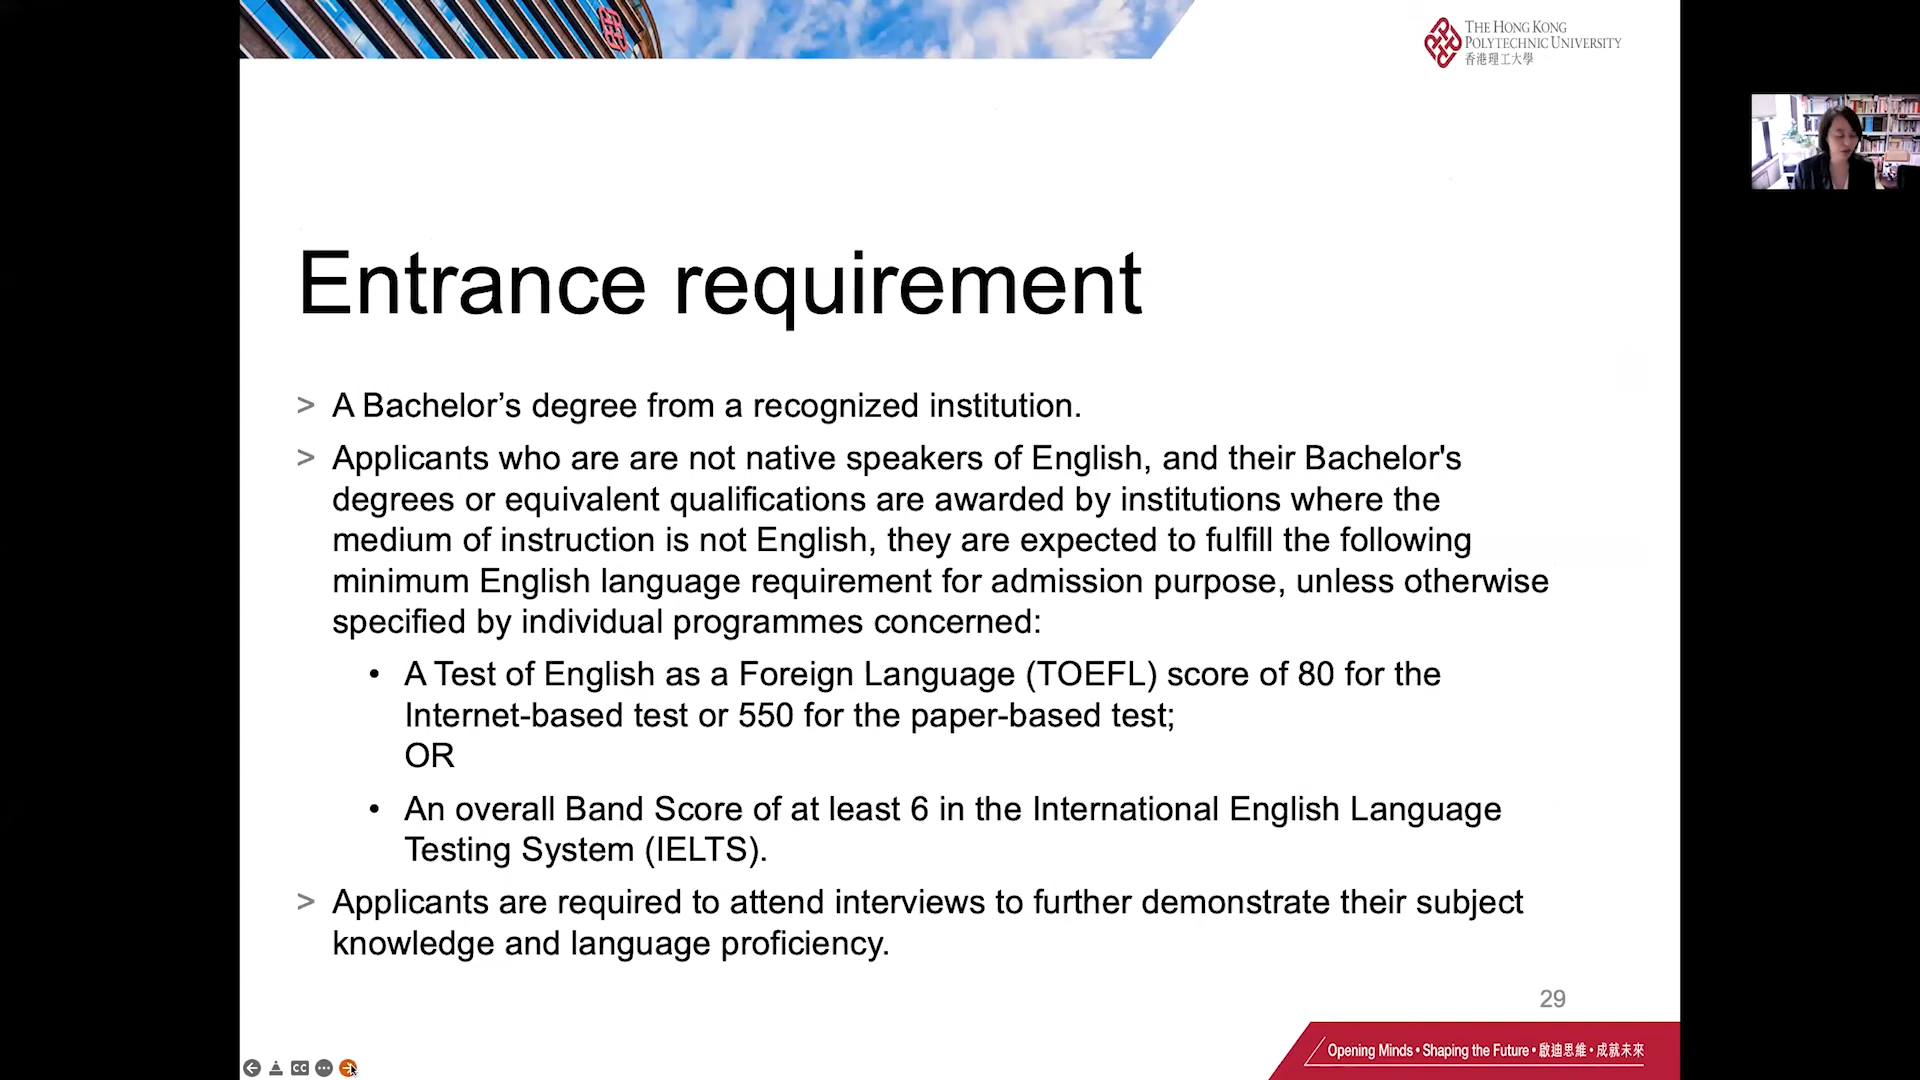 THE HONG KONG
POLYTECHNIC UNIVERSITY
香港理工大學
Entrance requirement
> A Bachelor’s degree from a recognized institution.
> Applicants who are are not native speakers of English, and their Bachelor's
degrees or equivalent qualifications are awarded by institutions where the
medium of instruction is not English, they are expected to fulfill the following
minimum English language requirement for admission purpose, unless otherwise
specified by individual programmes concerned:
• A Test of English as a Foreign Language (TOEFL) score of 80 for the
Internet-based test or 550 for the paper-based test;
OR
• An overall Band Score of at least 6 in the International English Language
Testing System (IELTS).
> Applicants are required to attend interviews to further demonstrate their subject
knowledge and language proficiency.
29
Opening Minds • Shaping the Future • 啟迪思維 • 成就未來
CC